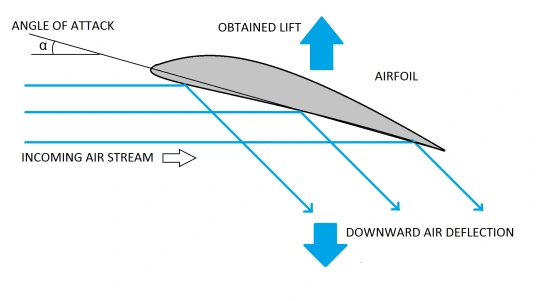 ANGLE OF ATTACK
α
OBTAINED LIFT
AIRFOIL
INCOMING AIR STREAM
DOWNWARD AIR DEFLECTION